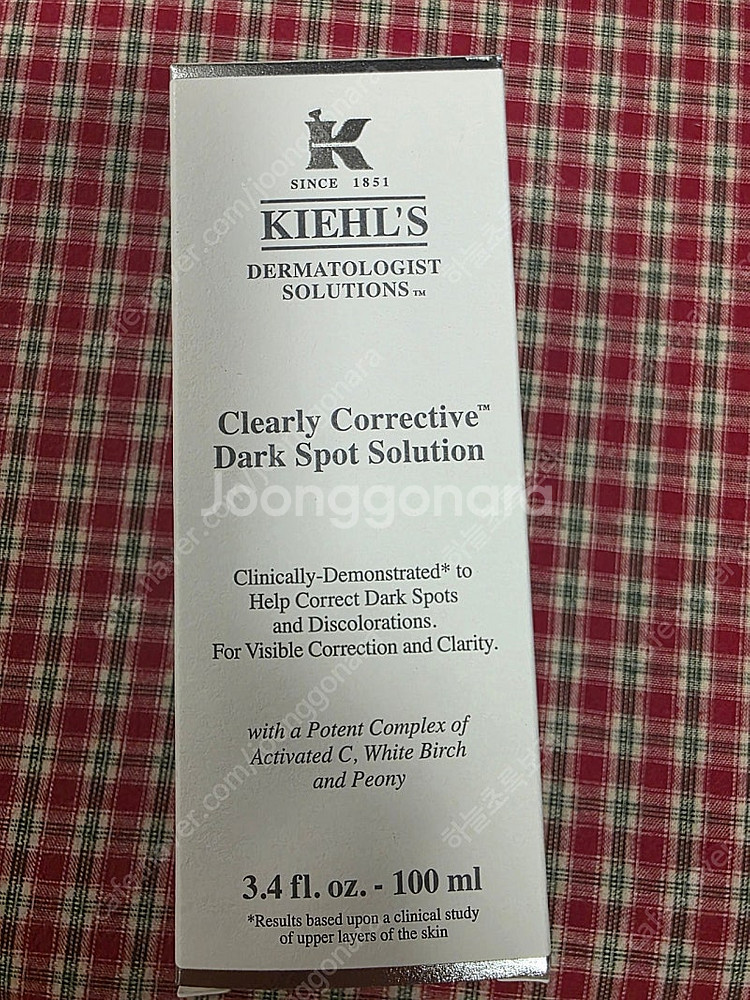 K
SINCE 1851
KIEHL'S
DERMATOLOGIST
SOLUTIONS™
Clearly Corrective™
Dark Spot Solution
Joonggonara
Clinically-Demonstrated* to
Help Correct Dark Spots
and Discolorations.
For Visible Correction and Clarity.
with a Potent Complex of
Activated C, White Birch
and Peony
3.4 fl. oz. - 100 ml
*Results based upon a clinical study
of upper layers of the skin